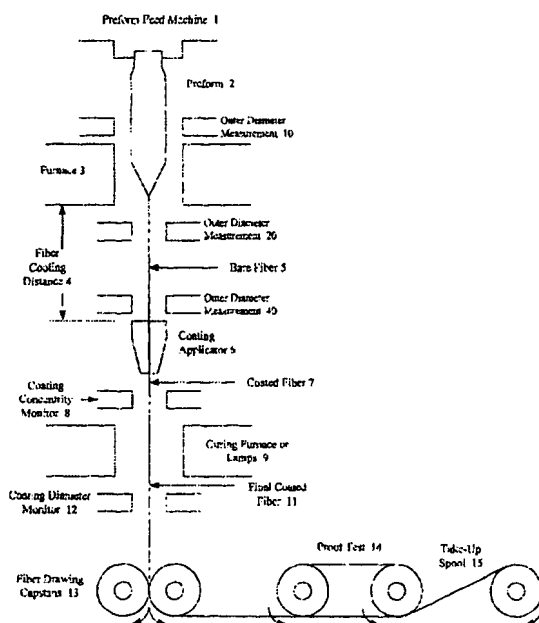 Preform Feed Machine 1
Preform 2
Outer Diameter
Measurement 10
Furnace 3
Outer Diameter
Measurement 20
Fiber
Cooling
Distance 4
Bare Fiber 5
Outer Diameter
Measurement 40
Coating
Applicator 6
Coated Fiber 7
Coating
Concentrity
Monitor 8
Curing Furnace or
Lamps 9
Final Coated
Fiber 11
Coating Diameter
Monitor 12
Proof Test 14
Take-Up
Spool 15
Fiber Drawing
Capstans 13